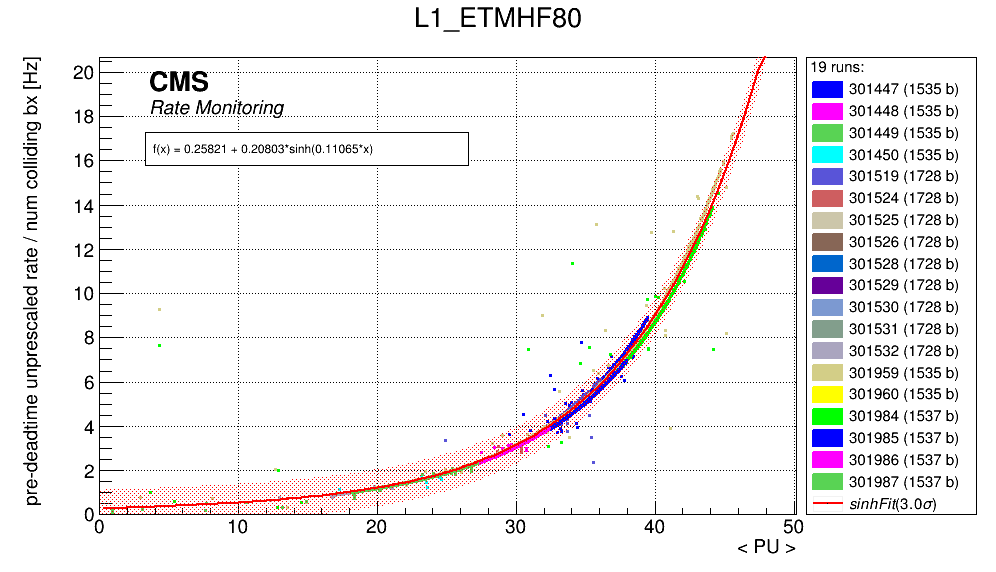 L1_ETMHF80
pre-deadtime unprescaled rate / num colliding bx [Hz]
CMS
Rate Monitoring
f(x) = 0.25821 + 0.20803*sinh(0.11065*x)
20
18
16
14
12
10
8
6
4
2
0
0 10 20 30 40 50
< PU >
19 runs:
301447 (1535 b)
301448 (1535 b)
301449 (1535 b)
301450 (1535 b)
301519 (1728 b)
301524 (1728 b)
301525 (1728 b)
301526 (1728 b)
301528 (1728 b)
301529 (1728 b)
301530 (1728 b)
301531 (1728 b)
301532 (1728 b)
301959 (1535 b)
301960 (1535 b)
301984 (1537 b)
301985 (1537 b)
301986 (1537 b)
301987 (1537 b)
sinhFit(3.0σ)